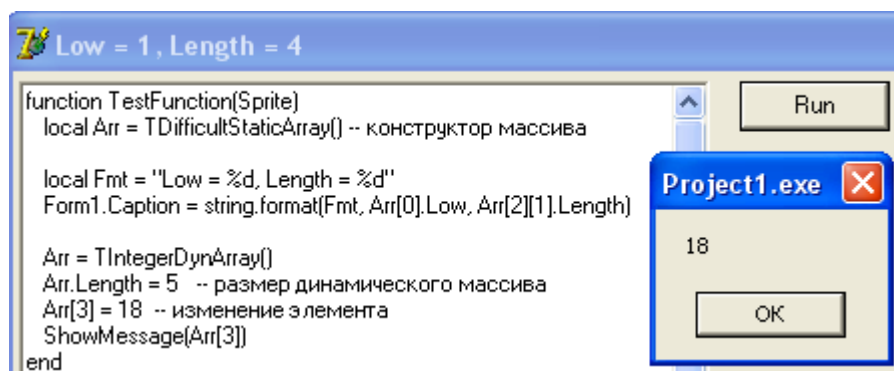 Low = 1, Length = 4
function TestFunction(Sprite)
local Arr = TDifficultStaticArray() -- конструктор массива
local Fmt = "Low = %d, Length = %d"
Form1.Caption = string.format(Fmt, Arr[0].Low, Arr[2][1].Length)
Arr = TIntegerDynArray()
Arr.Length = 5 -- размер динамического массива
Arr[3] = 18 -- изменение элемента
ShowMessage(Arr[3])
end
Run
Project1.exe
18
OK